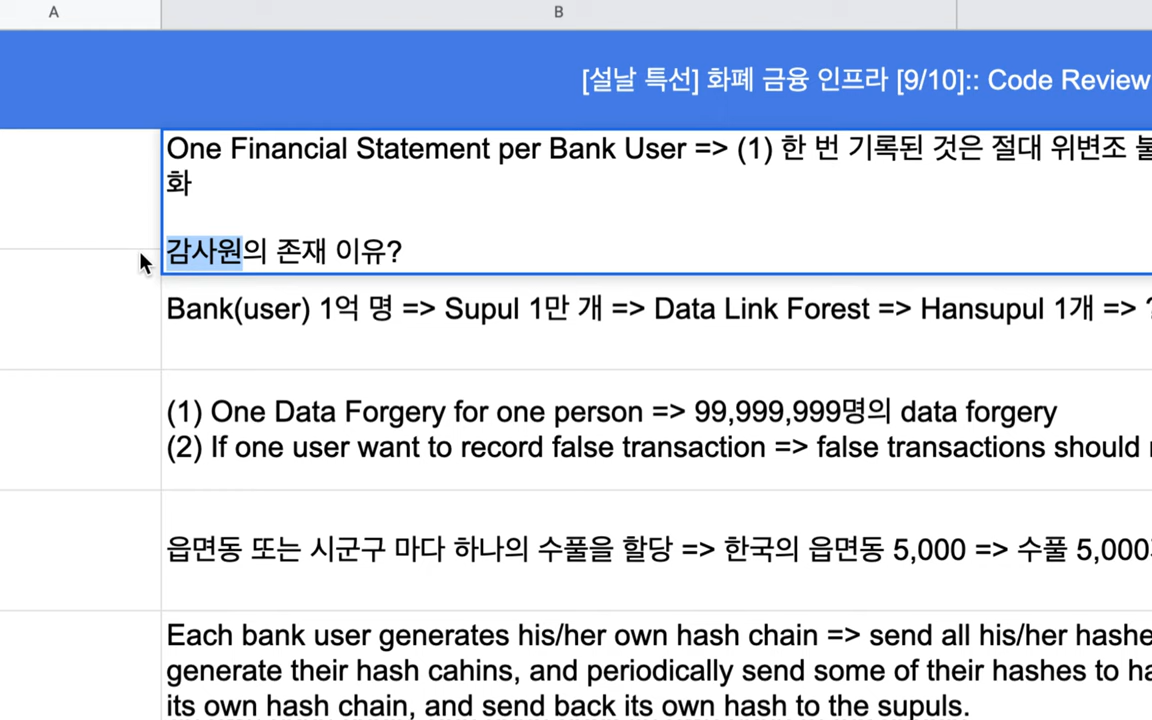 A
B
[설날 특선] 화폐 금융 인프라 [9/10]:: Code Review
One Financial Statement per Bank User => (1) 한 번 기록된 것은 절대 위변조 불
화
감사원의 존재 이유?
Bank(user) 1억 명 => Supul 1만 개 => Data Link Forest => Hansupul 1개 => ?
(1) One Data Forgery for one person => 99,999,999명의 data forgery
(2) If one user want to record false transaction => false transactions should
읍면동 또는 시군구 마다 하나의 수풀을 할당 => 한국의 읍면동 5,000 => 수풀 5,000
Each bank user generates his/her own hash chain => send all his/her hashe
generate their hash cahins, and periodically send some of their hashes to ha
its own hash chain, and send back its own hash to the supuls.